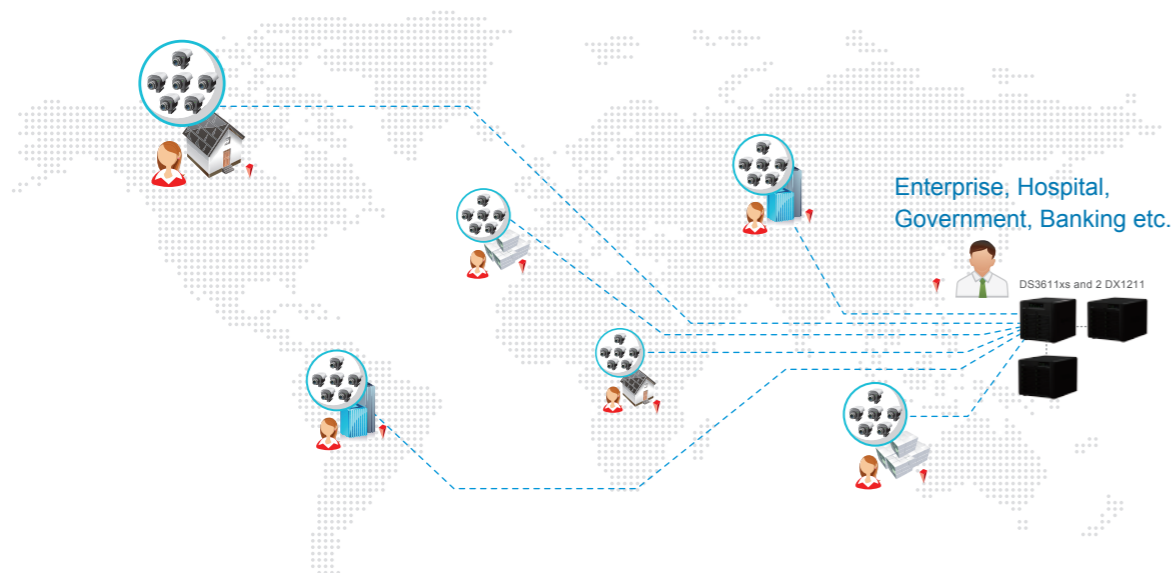 Enterprise, Hospital,
Government, Banking etc.
DS3611xs and 2 DX1211